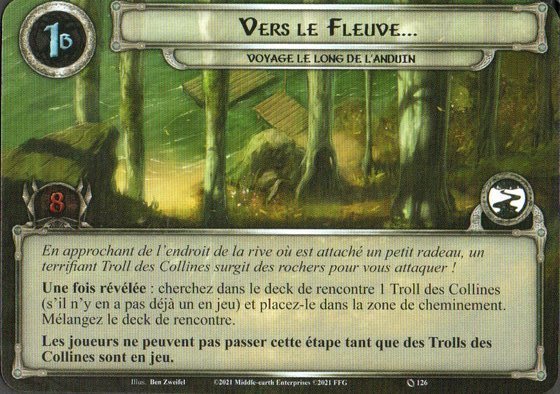 1B
VERS LE FLEUVE...
VOYAGE LE LONG DE L'ANDUIN
8
En approchant de l'endroit de la rive où est attaché un petit radeau, un
terrifiant Troll des Collines surgit des rochers pour vous attaquer !
Une fois révélée : cherchez dans le deck de rencontre 1 Troll des Collines
(s'il n'y en a pas déjà un en jeu) et placez-le dans la zone de cheminement.
Mélangez le deck de rencontre.
Les joueurs ne peuvent pas passer cette étape tant que des Trolls des
Collines sont en jeu.
Illus. Ben Zweifel ©2021 Middle-earth Enterprises ©2021 FFG 126